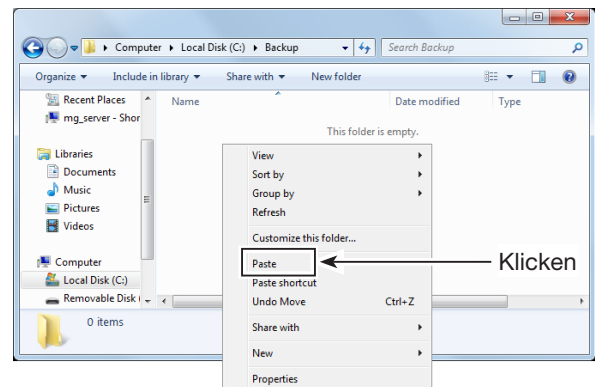 Computer Local Disk (C:) Backup Search Backup
Organize Include in library Share with New folder
Recent Places
mg_server - Shor
Libraries
Documents
Music
Pictures
Videos
Computer
Local Disk (C:)
Removable Disk (
Name Date modified Type
This folder is empty.
View
Sort by
Group by
Refresh
Customize this folder...
Paste
Paste shortcut
Undo Move Ctrl+Z
Share with
New
Properties
Klicken
0 items